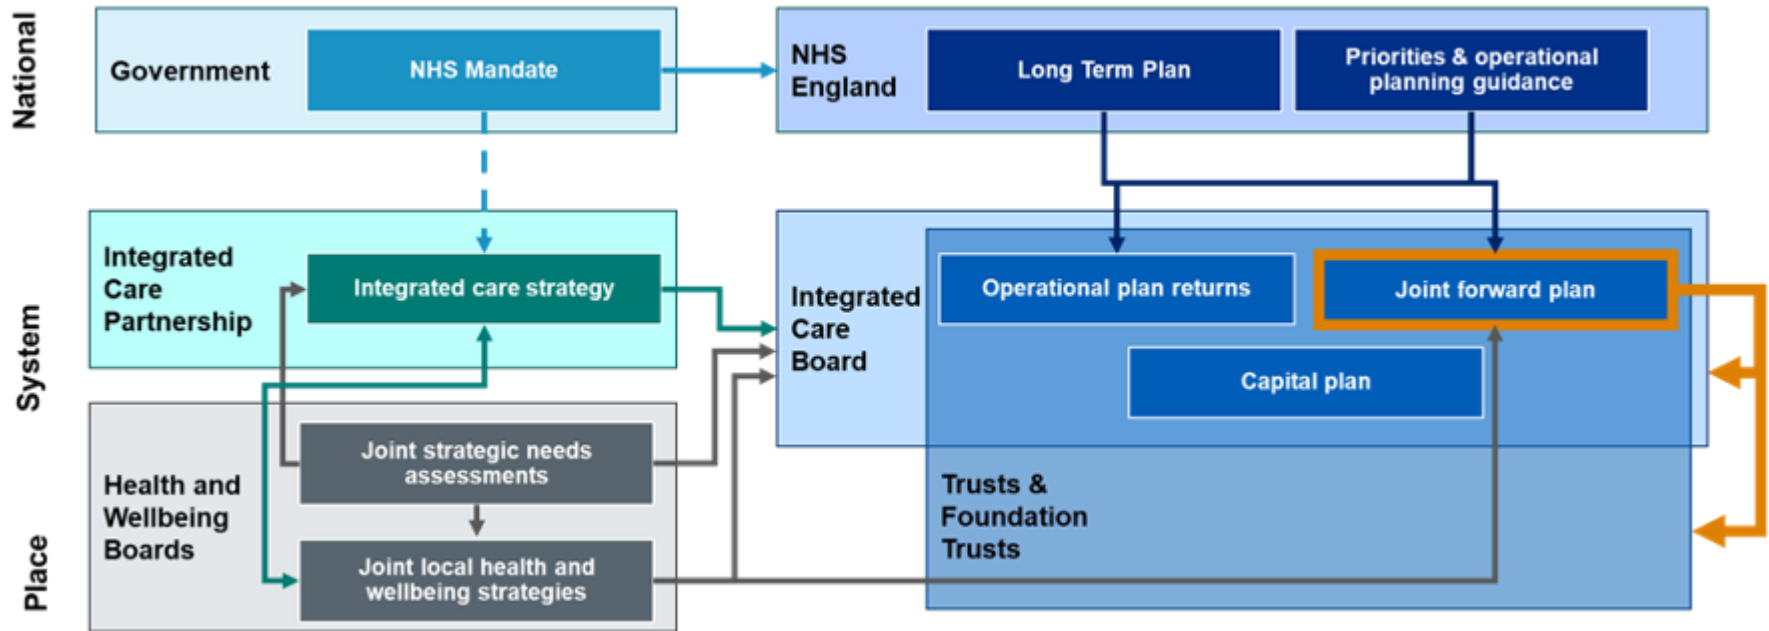 National
Government
NHS Mandate
NHS
England
Long Term Plan
Priorities & operational
planning guidance
System
Integrated
Care
Partnership
Integrated care strategy
Integrated
Care
Board
Operational plan returns
Joint forward plan
Capital plan
Place
Health and
Wellbeing
Boards
Joint strategic needs
assessments
Joint local health and
wellbeing strategies
Trusts &
Foundation
Trusts